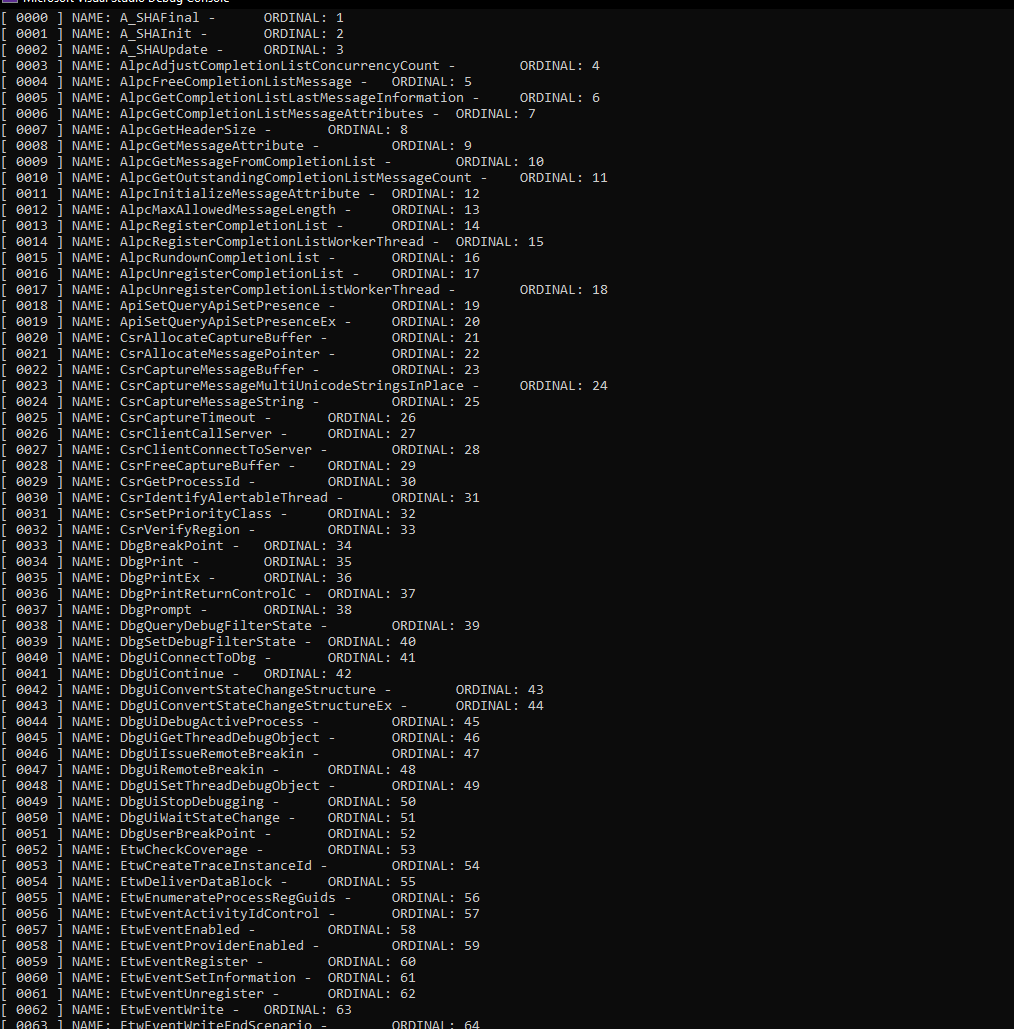 Microsoft Visual Studio Debug Console
[ 0000 ] NAME: A_SHAFinal - ORDINAL: 1
[ 0001 ] NAME: A_SHAInit - ORDINAL: 2
[ 0002 ] NAME: A_SHAUpdate - ORDINAL: 3
[ 0003 ] NAME: AlpcAdjustCompletionListConcurrencyCount - ORDINAL: 4
[ 0004 ] NAME: AlpcFreeCompletionListMessage - ORDINAL: 5
[ 0005 ] NAME: AlpcGetCompletionListLastMessageInformation - ORDINAL: 6
[ 0006 ] NAME: AlpcGetCompletionListMessageAttributes - ORDINAL: 7
[ 0007 ] NAME: AlpcGetHeaderSize - ORDINAL: 8
[ 0008 ] NAME: AlpcGetMessageAttribute - ORDINAL: 9
[ 0009 ] NAME: AlpcGetMessageFromCompletionList - ORDINAL: 10
[ 0010 ] NAME: AlpcGetOutstandingCompletionListMessageCount - ORDINAL: 11
[ 0011 ] NAME: AlpcInitializeMessageAttribute - ORDINAL: 12
[ 0012 ] NAME: AlpcMaxAllowedMessageLength - ORDINAL: 13
[ 0013 ] NAME: AlpcRegisterCompletionList - ORDINAL: 14
[ 0014 ] NAME: AlpcRegisterCompletionListWorkerThread - ORDINAL: 15
[ 0015 ] NAME: AlpcRundownCompletionList - ORDINAL: 16
[ 0016 ] NAME: AlpcUnregisterCompletionList - ORDINAL: 17
[ 0017 ] NAME: AlpcUnregisterCompletionListWorkerThread - ORDINAL: 18
[ 0018 ] NAME: ApiSetQueryApiSetPresence - ORDINAL: 19
[ 0019 ] NAME: ApiSetQueryApiSetPresenceEx - ORDINAL: 20
[ 0020 ] NAME: CsrAllocateCaptureBuffer - ORDINAL: 21
[ 0021 ] NAME: CsrAllocateMessagePointer - ORDINAL: 22
[ 0022 ] NAME: CsrCaptureMessageBuffer - ORDINAL: 23
[ 0023 ] NAME: CsrCaptureMessageMultiUnicodeStringsInPlace - ORDINAL: 24
[ 0024 ] NAME: CsrCaptureMessageString - ORDINAL: 25
[ 0025 ] NAME: CsrCaptureTimeout - ORDINAL: 26
[ 0026 ] NAME: CsrClientCallServer - ORDINAL: 27
[ 0027 ] NAME: CsrClientConnectToServer - ORDINAL: 28
[ 0028 ] NAME: CsrFreeCaptureBuffer - ORDINAL: 29
[ 0029 ] NAME: CsrGetProcessId - ORDINAL: 30
[ 0030 ] NAME: CsrIdentifyAlertableThread - ORDINAL: 31
[ 0031 ] NAME: CsrSetPriorityClass - ORDINAL: 32
[ 0032 ] NAME: CsrVerifyRegion - ORDINAL: 33
[ 0033 ] NAME: DbgBreakPoint - ORDINAL: 34
[ 0034 ] NAME: DbgPrint - ORDINAL: 35
[ 0035 ] NAME: DbgPrintEx - ORDINAL: 36
[ 0036 ] NAME: DbgPrintReturnControlC - ORDINAL: 37
[ 0037 ] NAME: DbgPrompt - ORDINAL: 38
[ 0038 ] NAME: DbgQueryDebugFilterState - ORDINAL: 39
[ 0039 ] NAME: DbgSetDebugFilterState - ORDINAL: 40
[ 0040 ] NAME: DbgUiConnectToDbg - ORDINAL: 41
[ 0041 ] NAME: DbgUiContinue - ORDINAL: 42
[ 0042 ] NAME: DbgUiConvertStateChangeStructure - ORDINAL: 43
[ 0043 ] NAME: DbgUiConvertStateChangeStructureEx - ORDINAL: 44
[ 0044 ] NAME: DbgUiDebugActiveProcess - ORDINAL: 45
[ 0045 ] NAME: DbgUiGetThreadDebugObject - ORDINAL: 46
[ 0046 ] NAME: DbgUiIssueRemoteBreakin - ORDINAL: 47
[ 0047 ] NAME: DbgUiRemoteBreakin - ORDINAL: 48
[ 0048 ] NAME: DbgUiSetThreadDebugObject - ORDINAL: 49
[ 0049 ] NAME: DbgUiStopDebugging - ORDINAL: 50
[ 0050 ] NAME: DbgUiWaitStateChange - ORDINAL: 51
[ 0051 ] NAME: DbgUserBreakPoint - ORDINAL: 52
[ 0052 ] NAME: EtwCheckCoverage - ORDINAL: 53
[ 0053 ] NAME: EtwCreateTraceInstanceId - ORDINAL: 54
[ 0054 ] NAME: EtwDeliverDataBlock - ORDINAL: 55
[ 0055 ] NAME: EtwEnumerateProcessRegGuids - ORDINAL: 56
[ 0056 ] NAME: EtwEventActivityIdControl - ORDINAL: 57
[ 0057 ] NAME: EtwEventEnabled - ORDINAL: 58
[ 0058 ] NAME: EtwEventProviderEnabled - ORDINAL: 59
[ 0059 ] NAME: EtwEventRegister - ORDINAL: 60
[ 0060 ] NAME: EtwEventSetInformation - ORDINAL: 61
[ 0061 ] NAME: EtwEventUnregister - ORDINAL: 62
[ 0062 ] NAME: EtwEventWrite - ORDINAL: 63
[ 0063 ] NAME: EtwEventWriteEndScenario - ORDINAL: 64